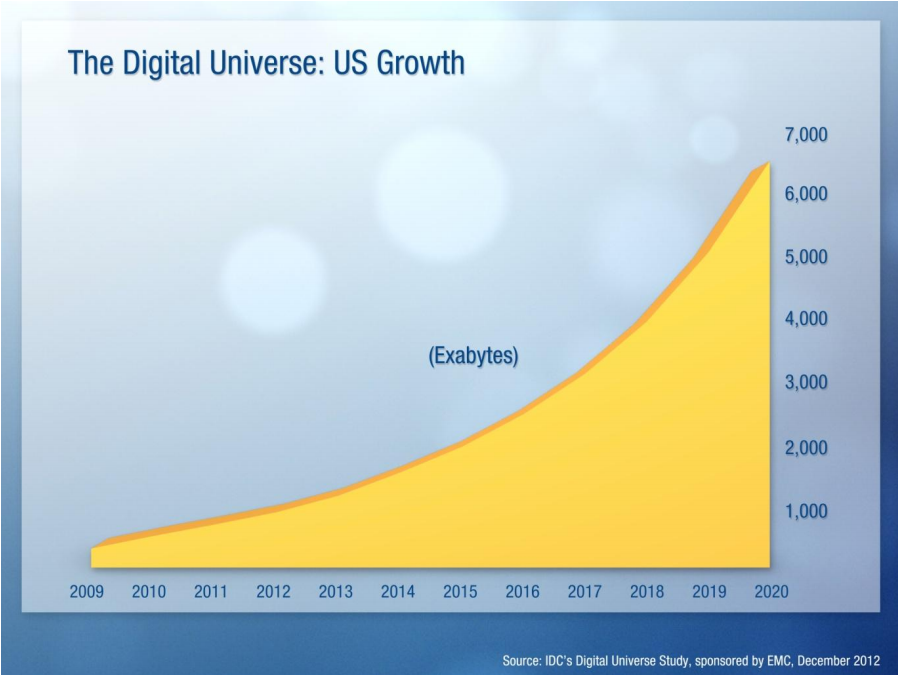 The Digital Universe: US Growth
7,000
6,000
5,000
4,000
(Exabytes)
3,000
2,000
1,000
2009 2010 2011 2012 2013 2014 2015 2016 2017 2018 2019 2020
Source: IDC's Digital Universe Study, sponsored by EMC, December 2012